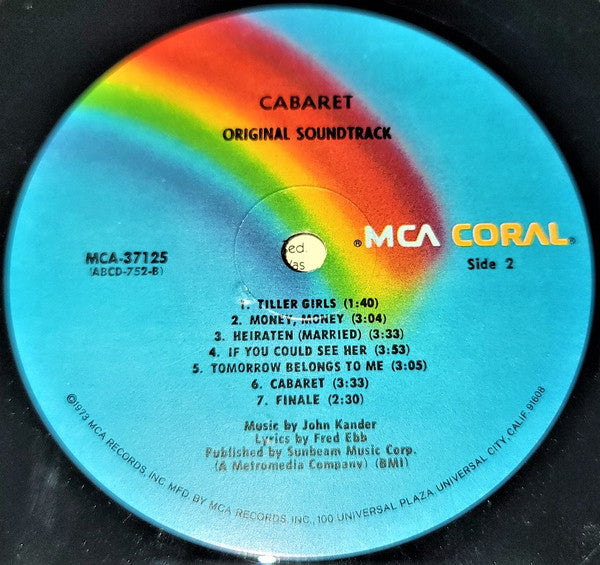 CABARET
ORIGINAL SOUNDTRACK
®MCA CORAL®
MCA-37125
(ABCD-752-B)
Side 2
1. TILLER GIRLS (1:40)
2. MONEY, MONEY (3:04)
3. HEIRATEN (MARRIED) (3:33)
4. IF YOU COULD SEE HER (3:53)
5. TOMORROW BELONGS TO ME (3:05)
6. CABARET (3:33)
7. FINALE (2:30)
Music by John Kander
Lyrics by Fred Ebb
Published by Sunbeam Music Corp.
(A Metromedia Company) (BMI)
©1973 MCA RECORDS, INC. MFD. BY MCA RECORDS, INC., 100 UNIVERSAL PLAZA, UNIVERSAL CITY, CALIF. 91608